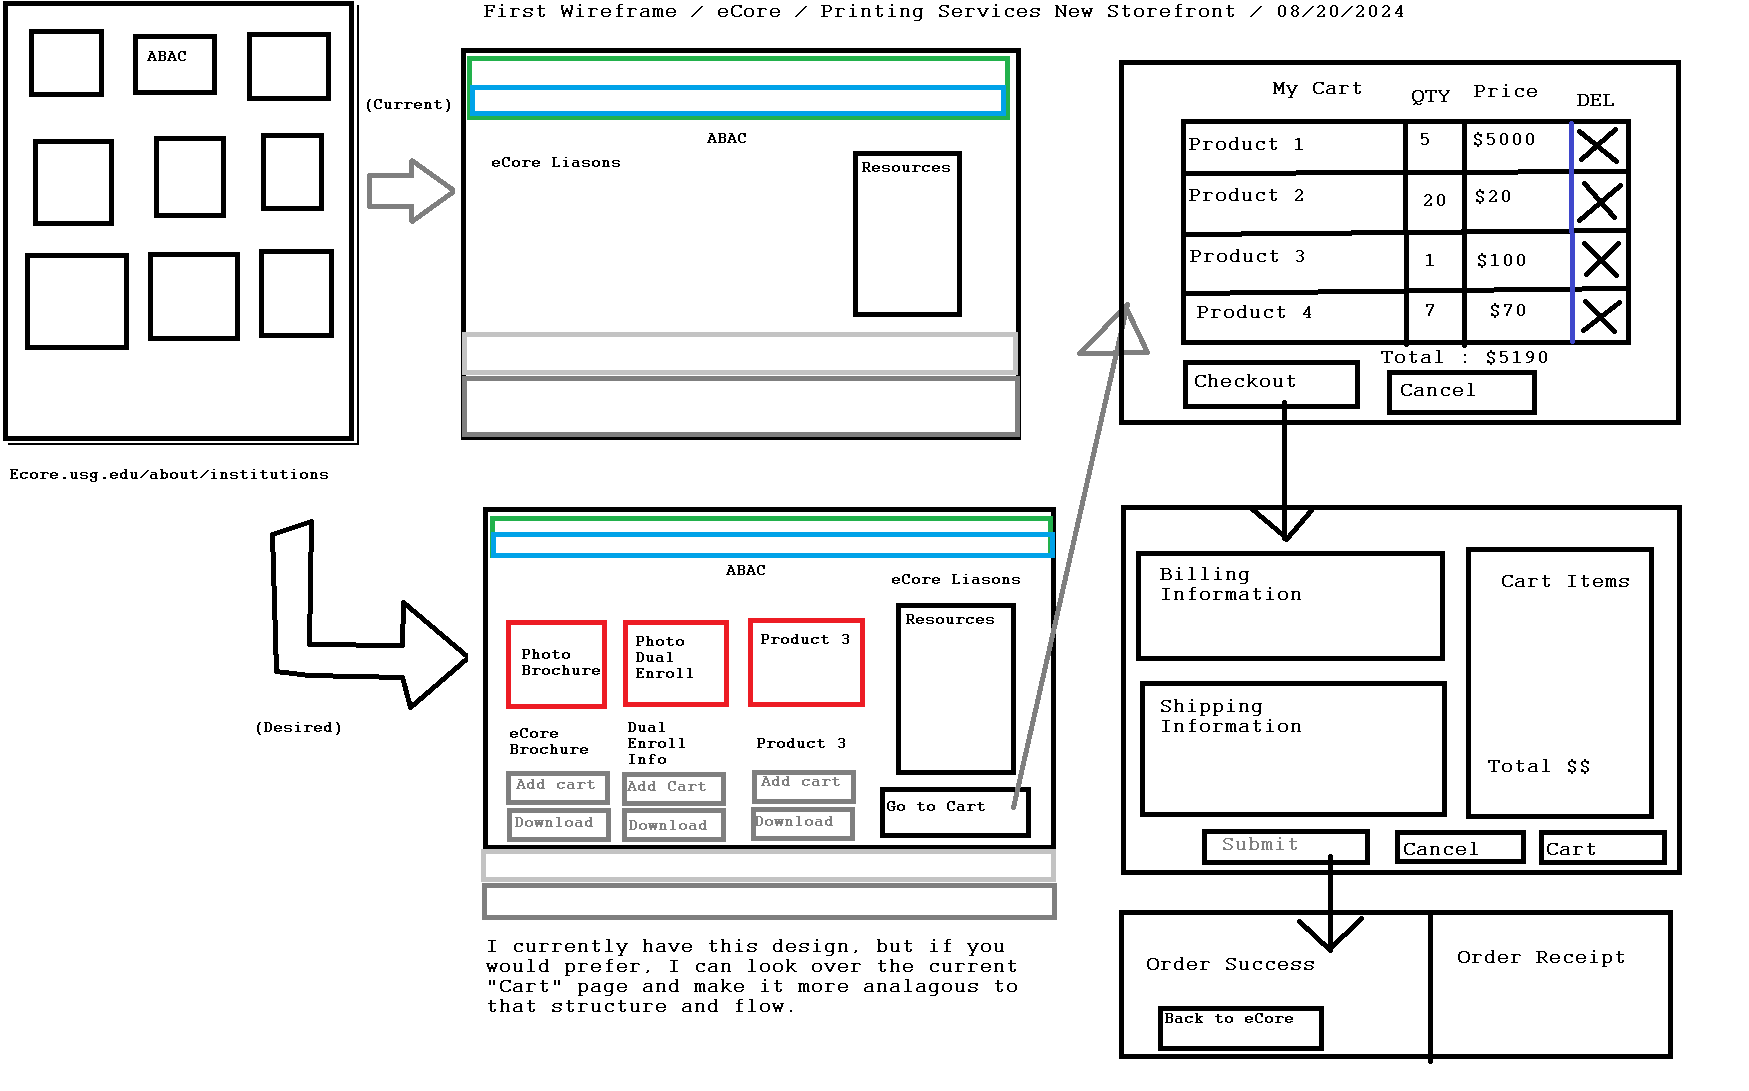 First Wireframe / eCore / Printing Services New Storefront / 08/20/2024
ABAC
Ecore.usg.edu/about/institutions
(Current)
ABAC
eCore Liasons
Resources
(Desired)
ABAC
eCore Liasons
Resources
Photo
Brochure
Photo
Dual
Enroll
Product 3
eCore
Brochure
Dual
Enroll
Info
Product 3
Add cart
Add Cart
Add cart
Download
Download
Download
Go to Cart
I currently have this design, but if you
would prefer, I can look over the current
"Cart" page and make it more analagous to
that structure and flow.
My Cart QTY Price DEL
Product 1 5 $5000
Product 2 20 $20
Product 3 1 $100
Product 4 7 $70
Total : $5190
Checkout
Cancel
Billing
Information
Shipping
Information
Cart Items
Total $$
Submit
Cancel
Cart
Order Success
Back to eCore
Order Receipt